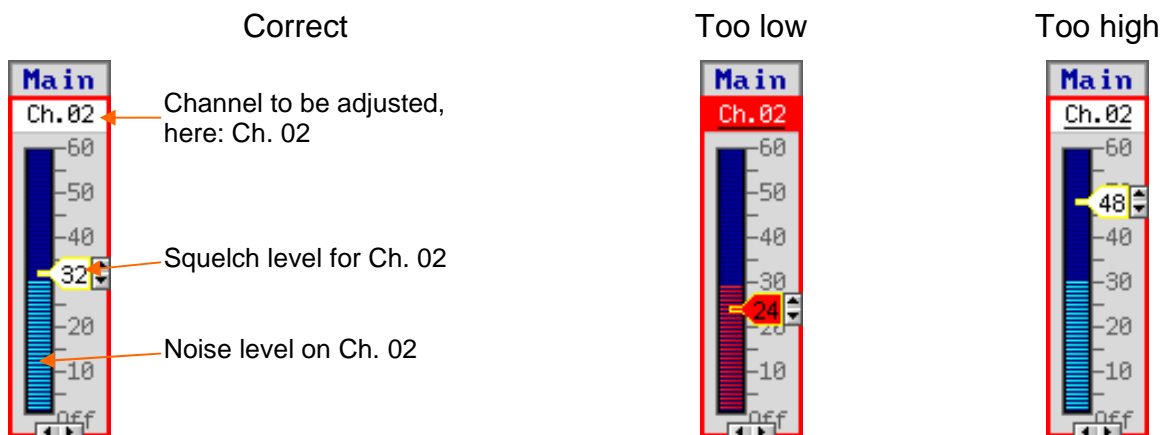 Correct
Too low
Too high
Main
Ch.02
60
50
40
32
20
10
Off
Channel to be adjusted,
here: Ch. 02
Squelch level for Ch. 02
Noise level on Ch. 02
Main
Ch.02
60
50
40
30
24
20
10
Off
Main
Ch.02
60
48
40
30
20
10
Off